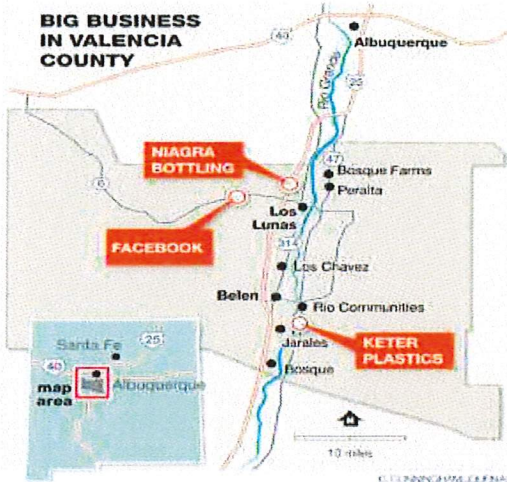 BIG BUSINESS
IN VALENCIA
COUNTY
40
Albuquerque
Rio Grande
25
NIAGRA
BOTTLING
47
Bosque Farms
Peralta
6
Los
Lunas
FACEBOOK
314
Los Chavez
Belen
Rio Communities
Jarales
KETER
PLASTICS
Bosque
Santa Fe
25
40
map
area
Albuquerque
10 miles